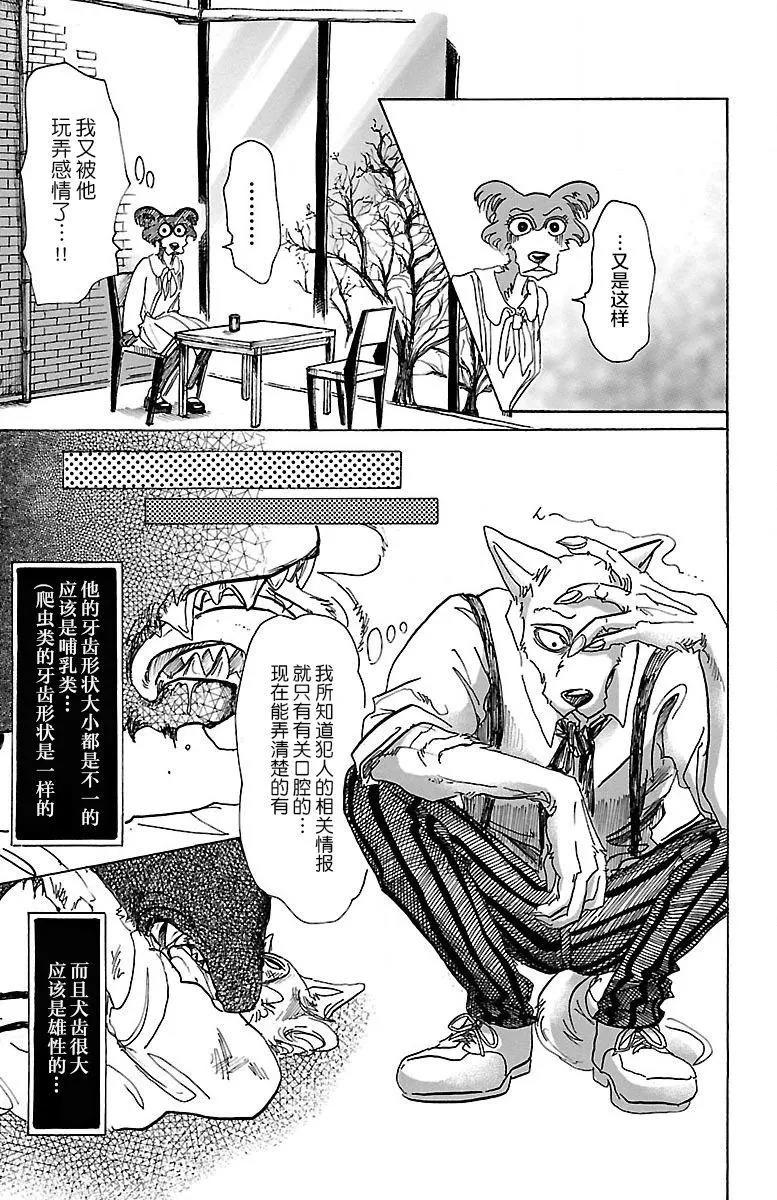 …又是这样
………
我又被他
玩弄感情了…!!
我所知道犯人的相关情报
就只有有关口腔的…
现在能弄清楚的有
他的牙齿形状大小都是不一的
应该是哺乳类…
(爬虫类的牙齿形状是一样的
而且犬齿很大
应该是雄性的…